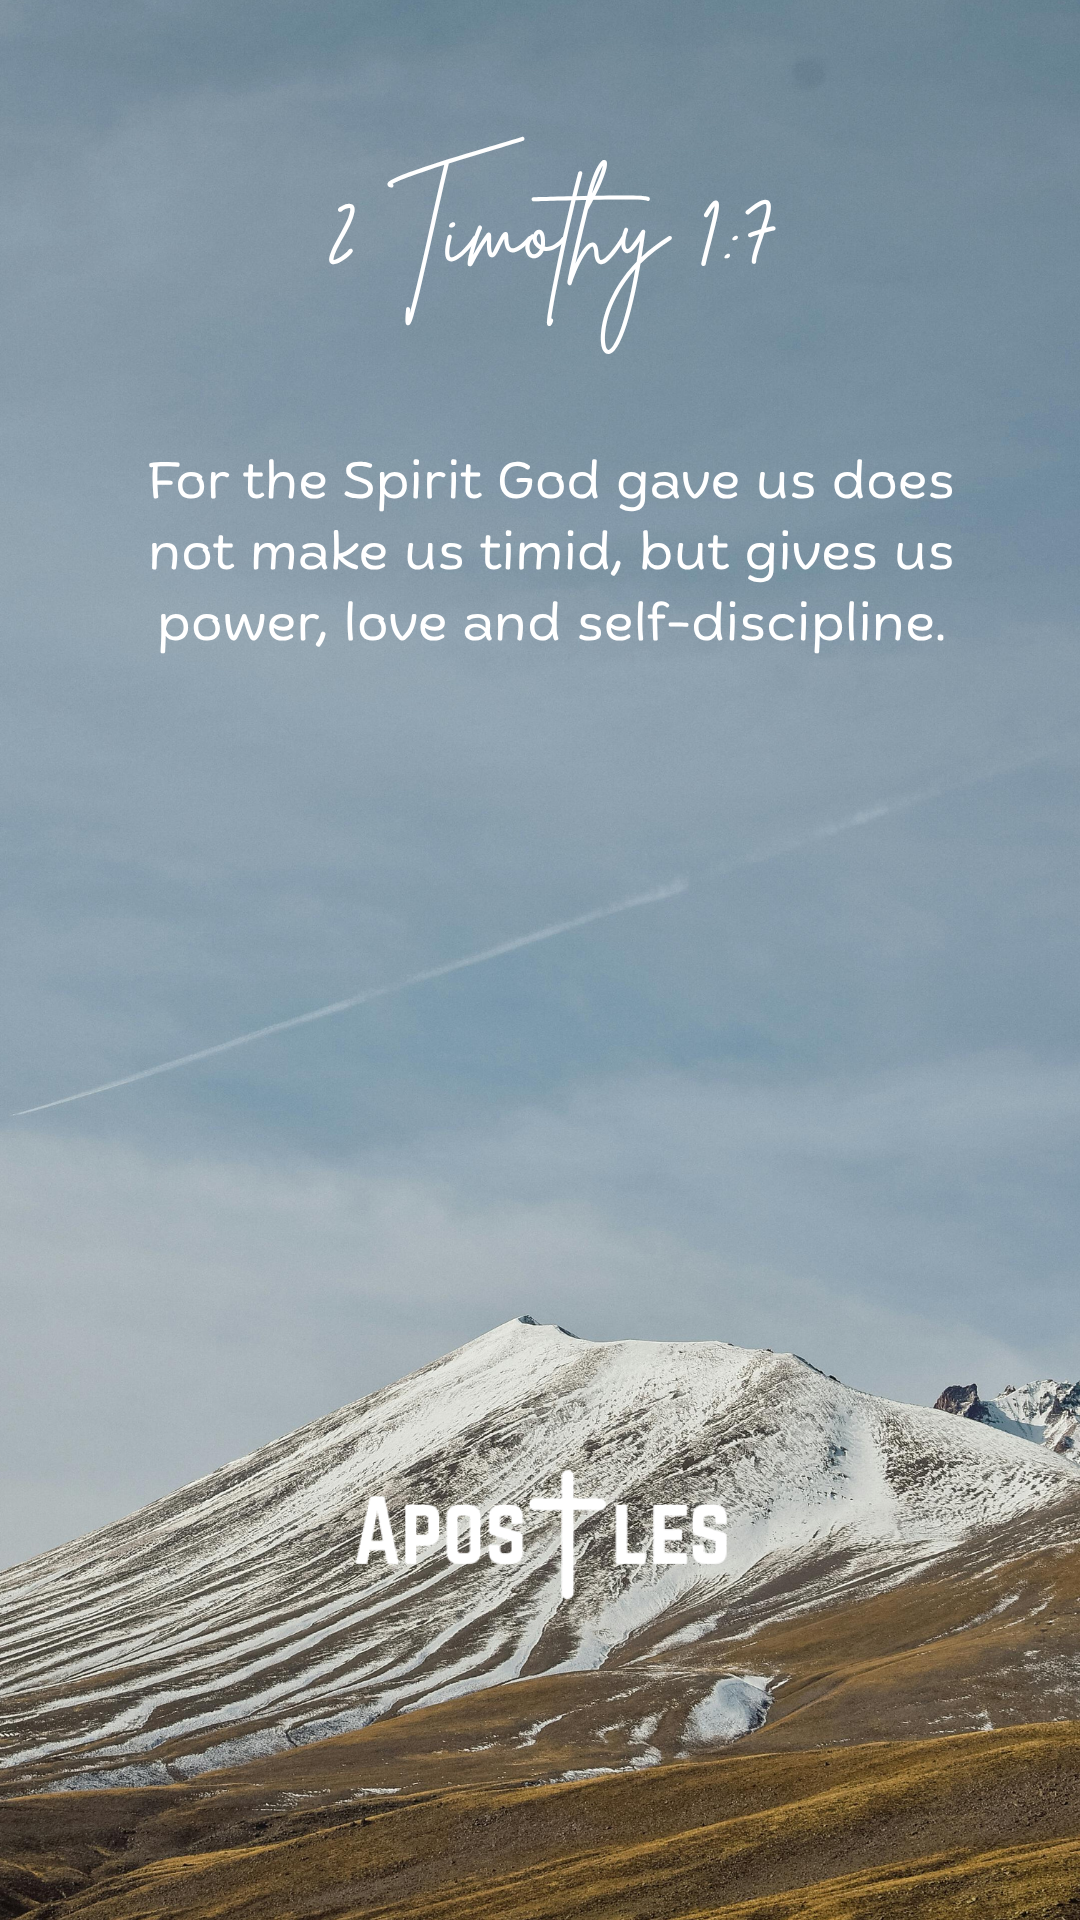 2 Timothy 1:7
For the Spirit God gave us does
not make us timid, but gives us
power, love and self-discipline.
APOSTLES